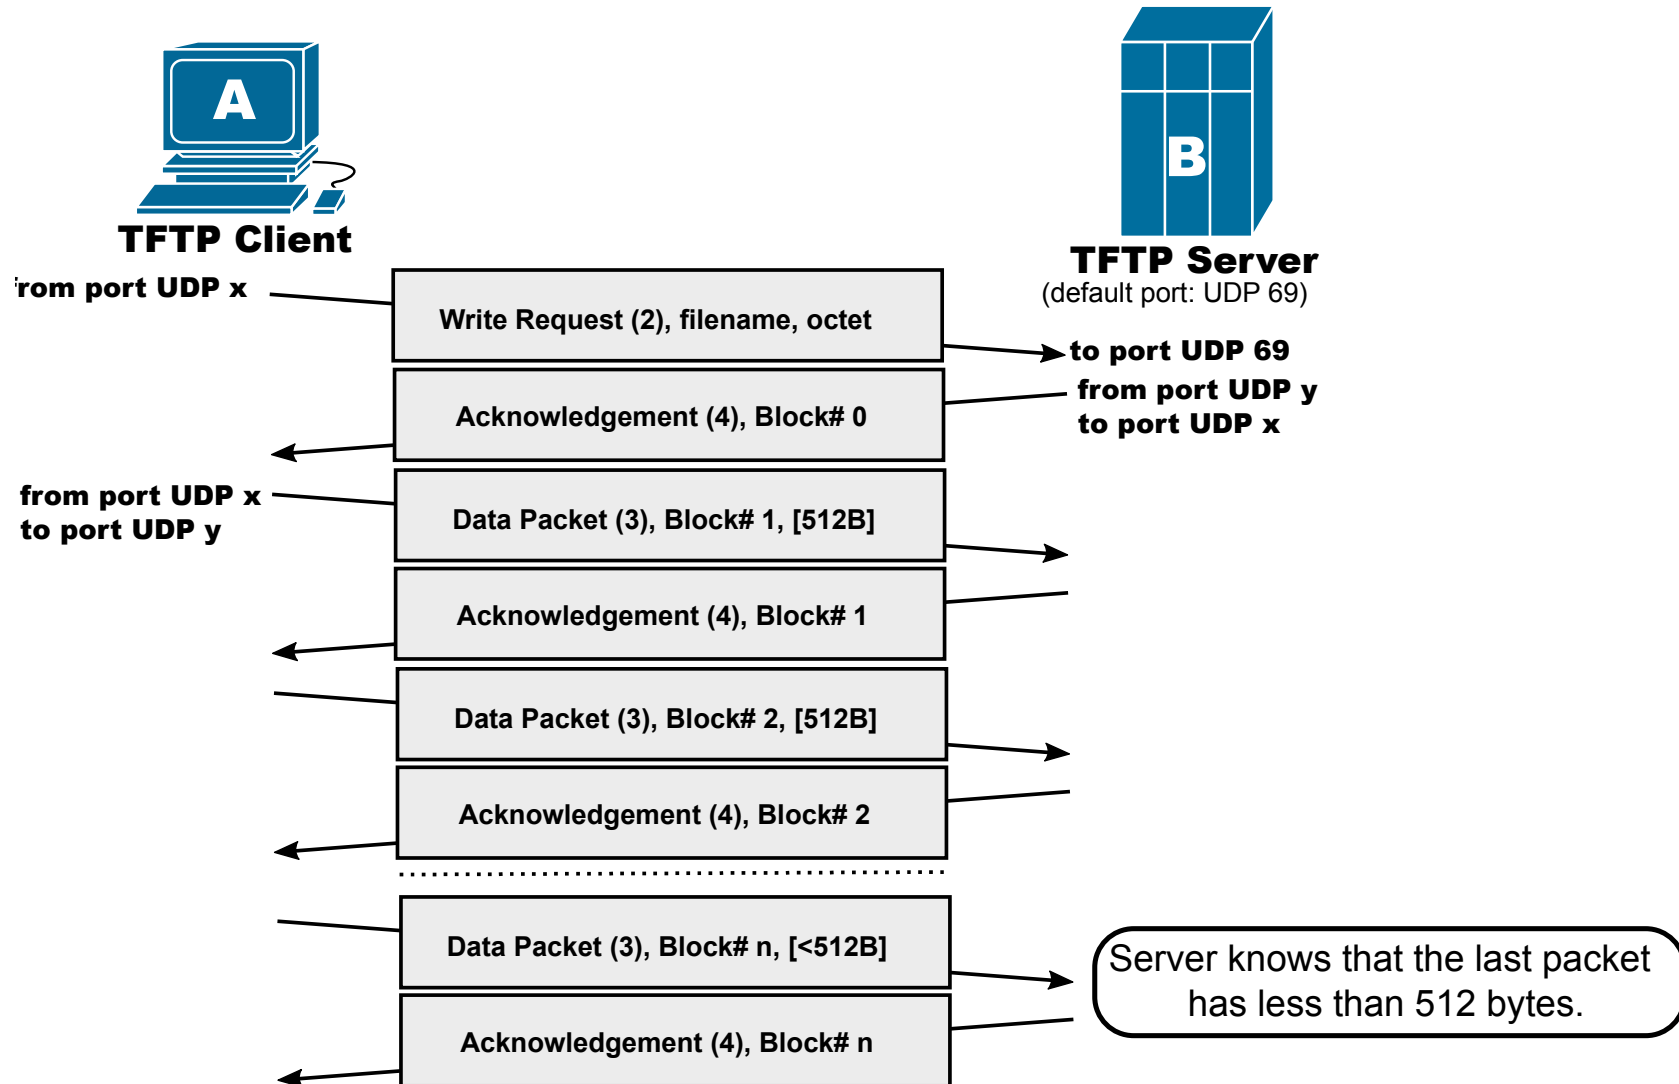 A
B
TFTP Client
TFTP Server
(default port: UDP 69)
from port UDP x
Write Request (2), filename, octet
to port UDP 69
from port UDP y
to port UDP x
Acknowledgement (4), Block# 0
from port UDP x
to port UDP y
Data Packet (3), Block# 1, [512B]
Acknowledgement (4), Block# 1
Data Packet (3), Block# 2, [512B]
Acknowledgement (4), Block# 2
Data Packet (3), Block# n, [<512B]
Server knows that the last packet
has less than 512 bytes.
Acknowledgement (4), Block# n